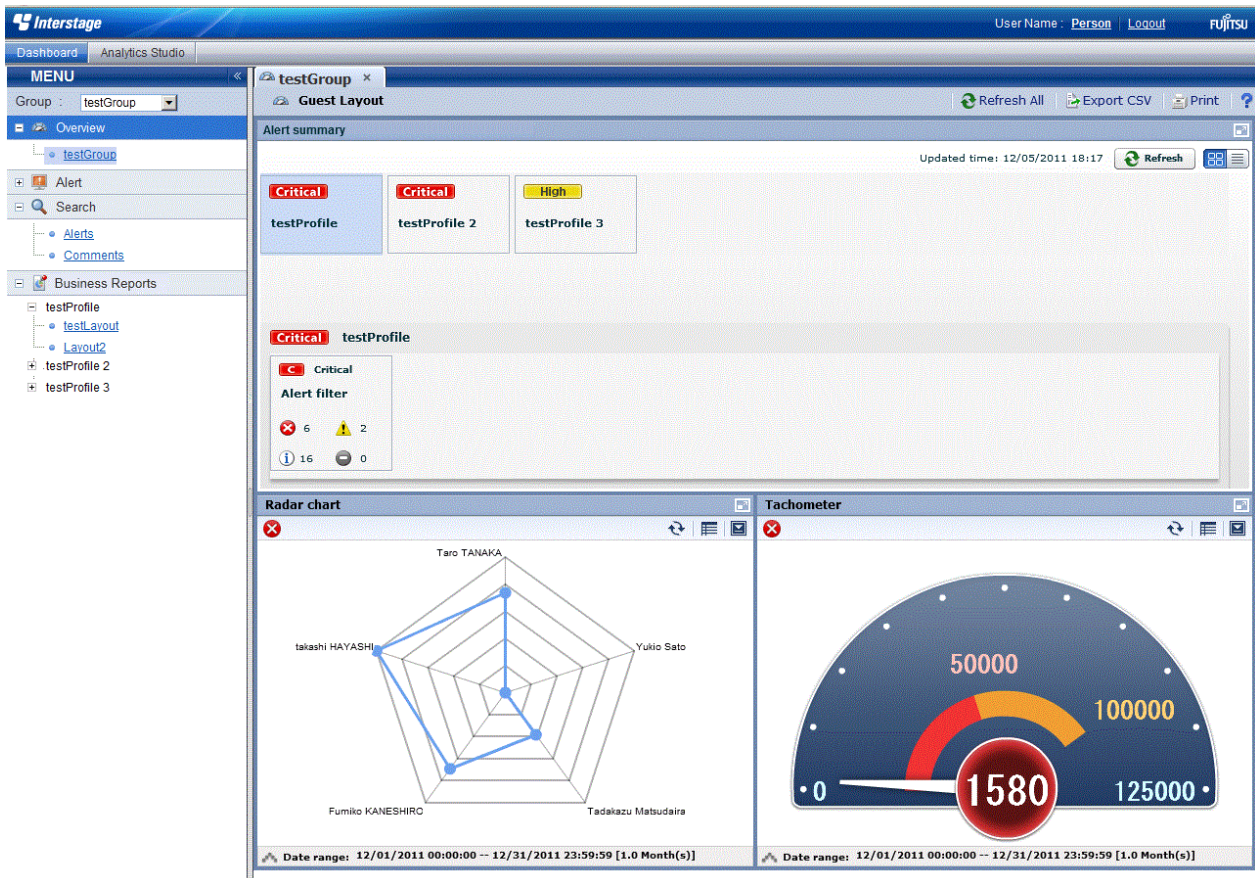 Interstage
User Name : Person Logout FUJITSU
Dashboard Analytics Studio
MENU
Group : testGroup
Overview
testGroup
Alert
Search
Alerts
Comments
Business Reports
testProfile
testLayout
Layout2
testProfile 2
testProfile 3
testGroup
Guest Layout
Refresh All Export CSV Print ?
Alert summary
Updated time: 12/05/2011 18:17 Refresh
Critical Critical High
testProfile testProfile 2 testProfile 3
Critical testProfile
C Critical
Alert filter
6 2
16 0
Radar chart
Taro TANAKA
takashi HAYASHI
Yukio Sato
Fumiko KANESHIRO
Tadakazu Matsudaira
Date range: 12/01/2011 00:00:00 -- 12/31/2011 23:59:59 [1.0 Month(s)]
Tachometer
50000
100000
0 1580 125000
Date range: 12/01/2011 00:00:00 -- 12/31/2011 23:59:59 [1.0 Month(s)]